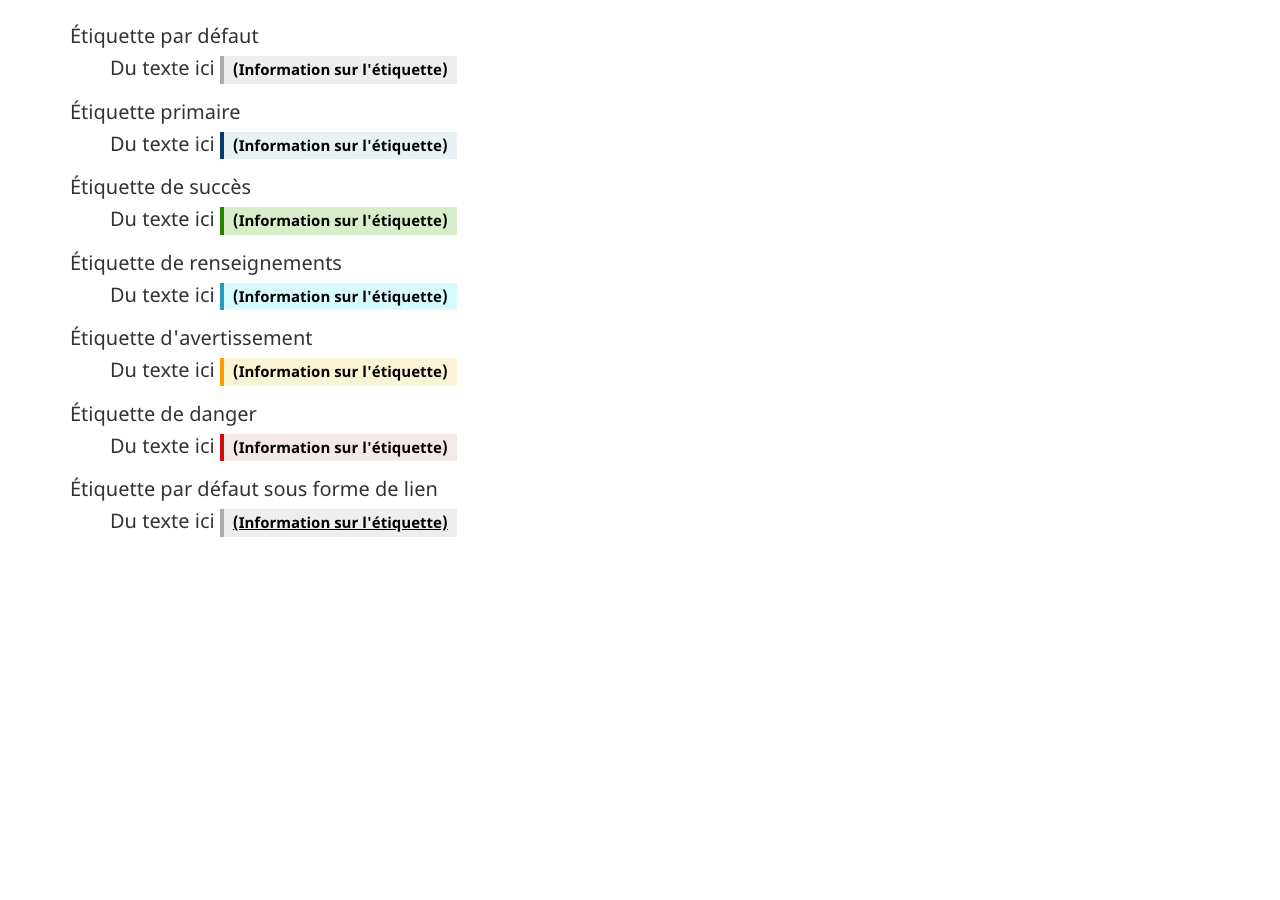 Étiquette par défaut
Du texte ici (Information sur l'étiquette)
Étiquette primaire
Du texte ici (Information sur l'étiquette)
Étiquette de succès
Du texte ici (Information sur l'étiquette)
Étiquette de renseignements
Du texte ici (Information sur l'étiquette)
Étiquette d'avertissement
Du texte ici (Information sur l'étiquette)
Étiquette de danger
Du texte ici (Information sur l'étiquette)
Étiquette par défaut sous forme de lien
Du texte ici (Information sur l'étiquette)